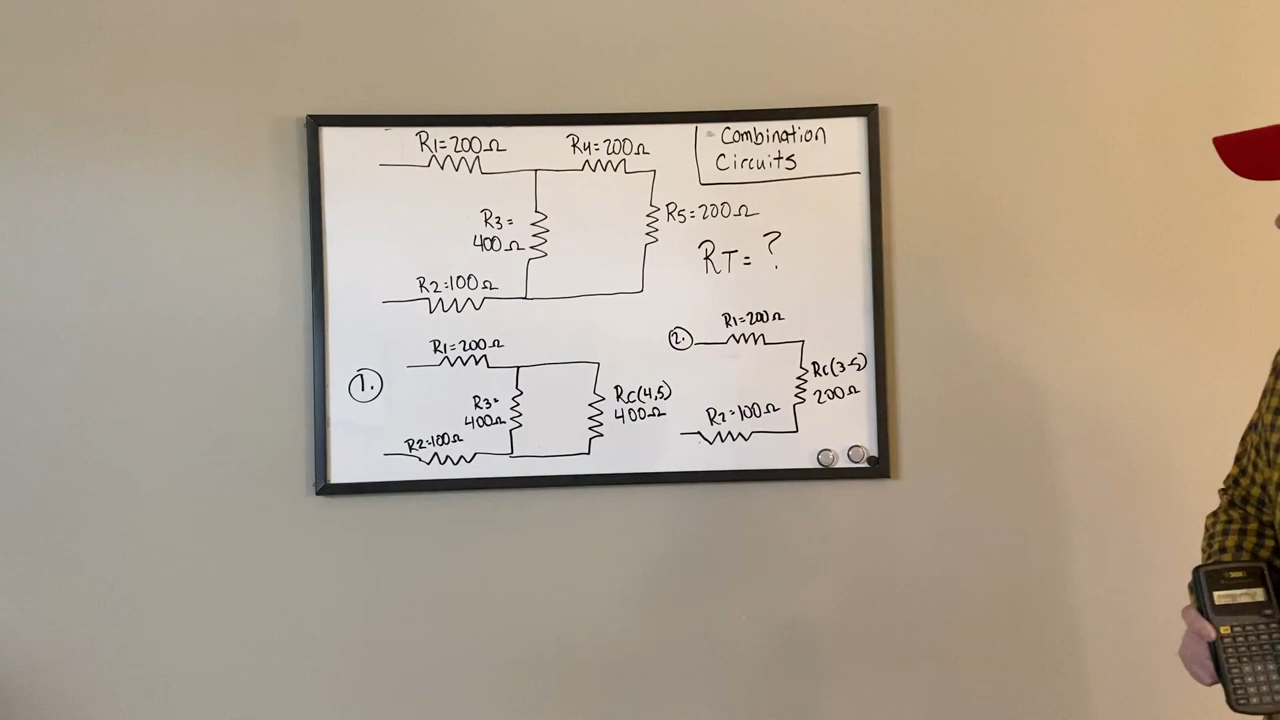 R1=200Ω
R4=200Ω
Combination
Circuits
R3=
400Ω
R5=200Ω
RT=?
R2=100Ω
1.
R1=200Ω
R3=
400Ω
RC(4,5)
400Ω
R2=100Ω
2.
R1=200Ω
RC(3-5)
200Ω
R2=100Ω